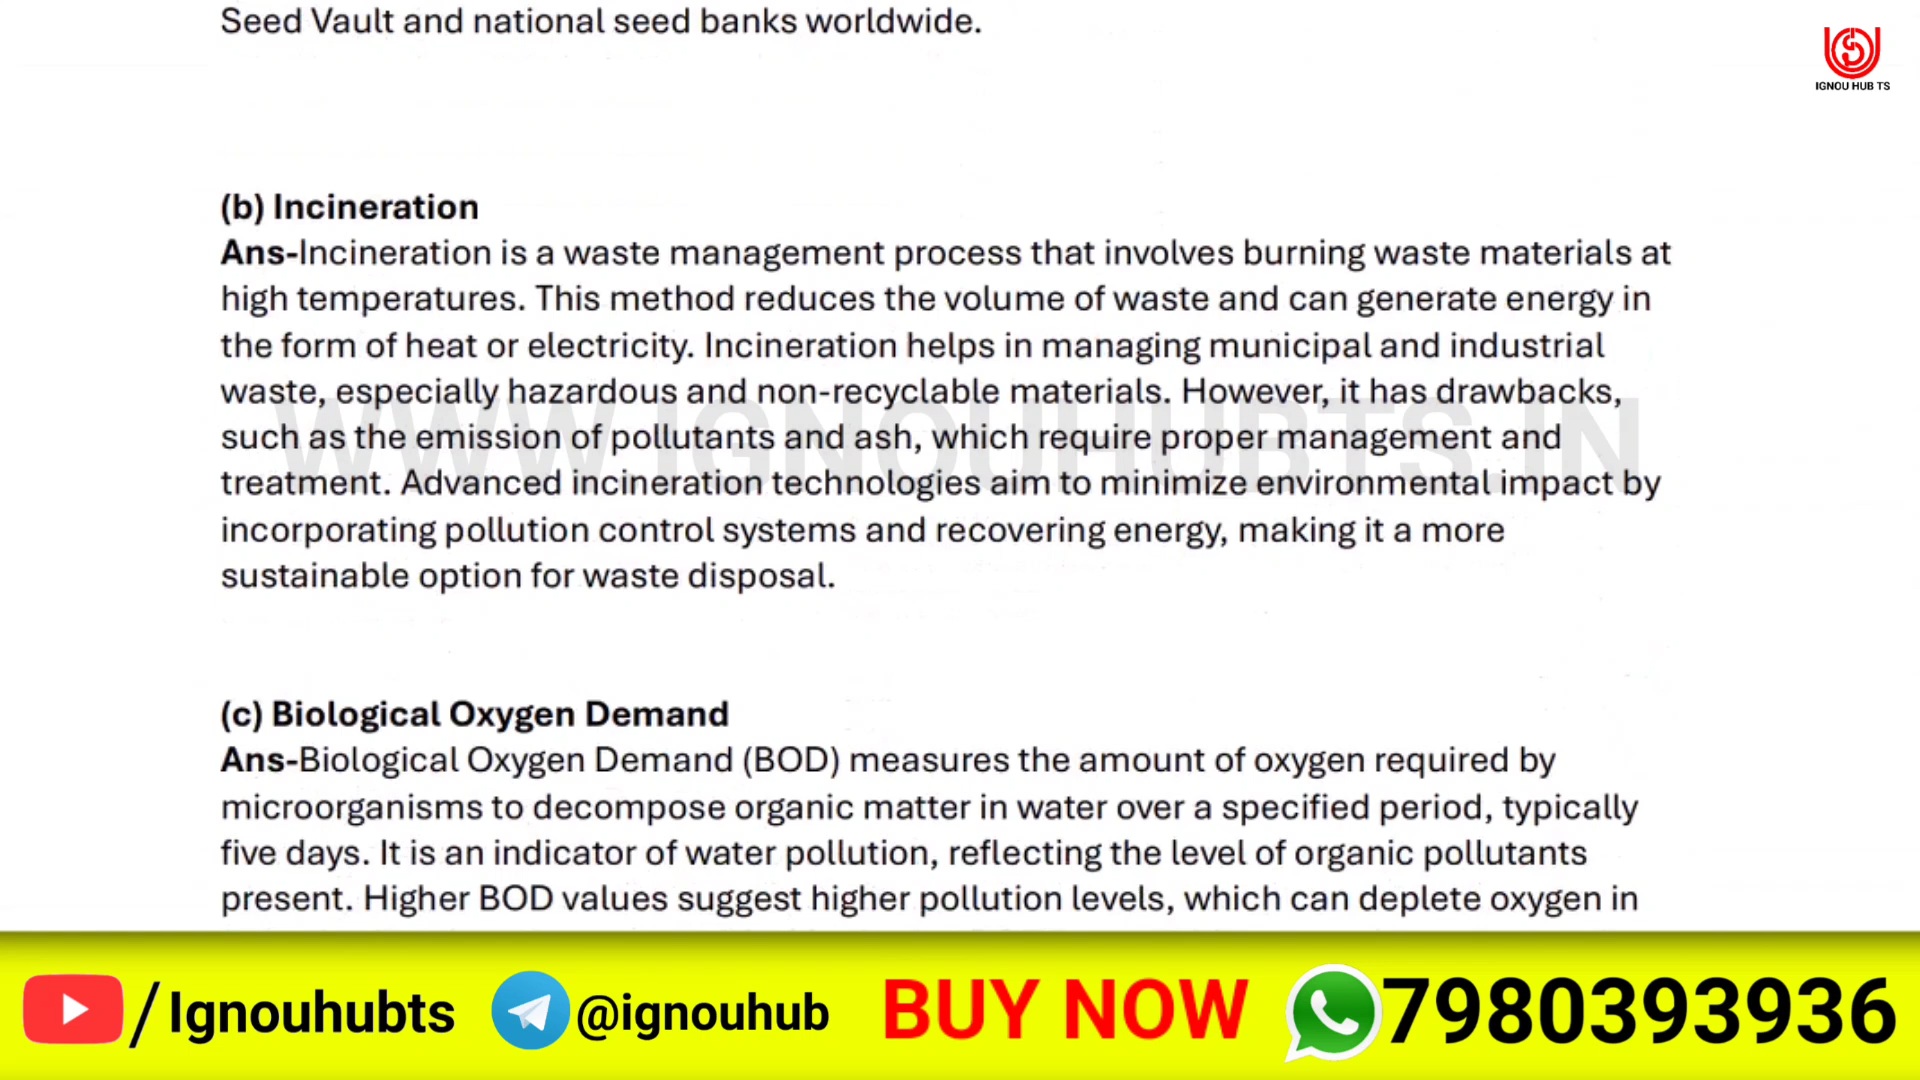 Seed Vault and national seed banks worldwide.
IGNOU HUB TS
(b) Incineration
Ans-Incineration is a waste management process that involves burning waste materials at
high temperatures. This method reduces the volume of waste and can generate energy in
the form of heat or electricity. Incineration helps in managing municipal and industrial
waste, especially hazardous and non-recyclable materials. However, it has drawbacks,
such as the emission of pollutants and ash, which require proper management and
treatment. Advanced incineration technologies aim to minimize environmental impact by
incorporating pollution control systems and recovering energy, making it a more
sustainable option for waste disposal.
WWW.IGNOUHUBTS.IN
(c) Biological Oxygen Demand
Ans-Biological Oxygen Demand (BOD) measures the amount of oxygen required by
microorganisms to decompose organic matter in water over a specified period, typically
five days. It is an indicator of water pollution, reflecting the level of organic pollutants
present. Higher BOD values suggest higher pollution levels, which can deplete oxygen in
/Ignouhubts @ignouhub BUY NOW 7980393936